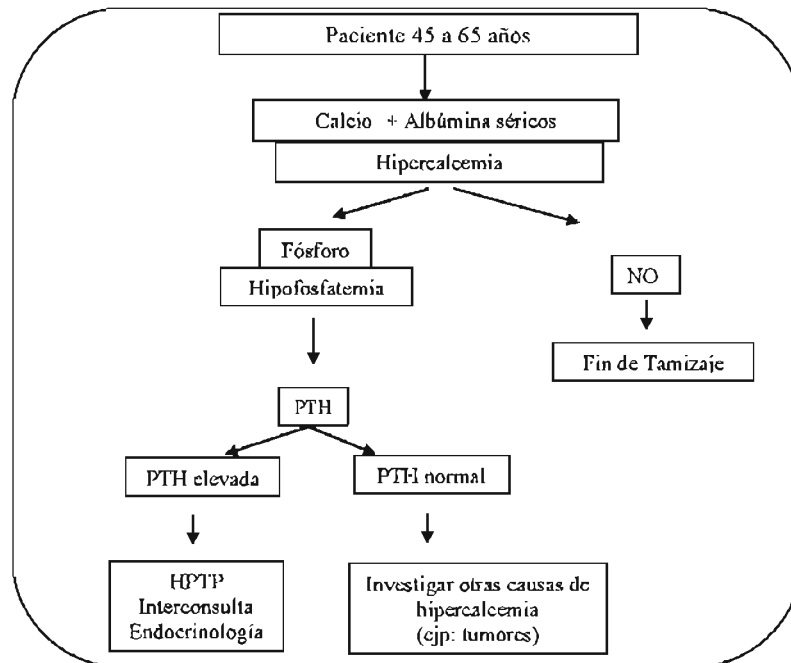 Paciente 45 a 65 años
Calcio + Albúmina séricos
Hipercalcemia
Fósforo
Hipofosfatemia
NO
Fin de Tamizaje
PTH
PTH elevada
PTH normal
HPTP
Interconsulta
Endocrinología
Investigar otras causas de
hipercalcemia
(ejp: tumores)